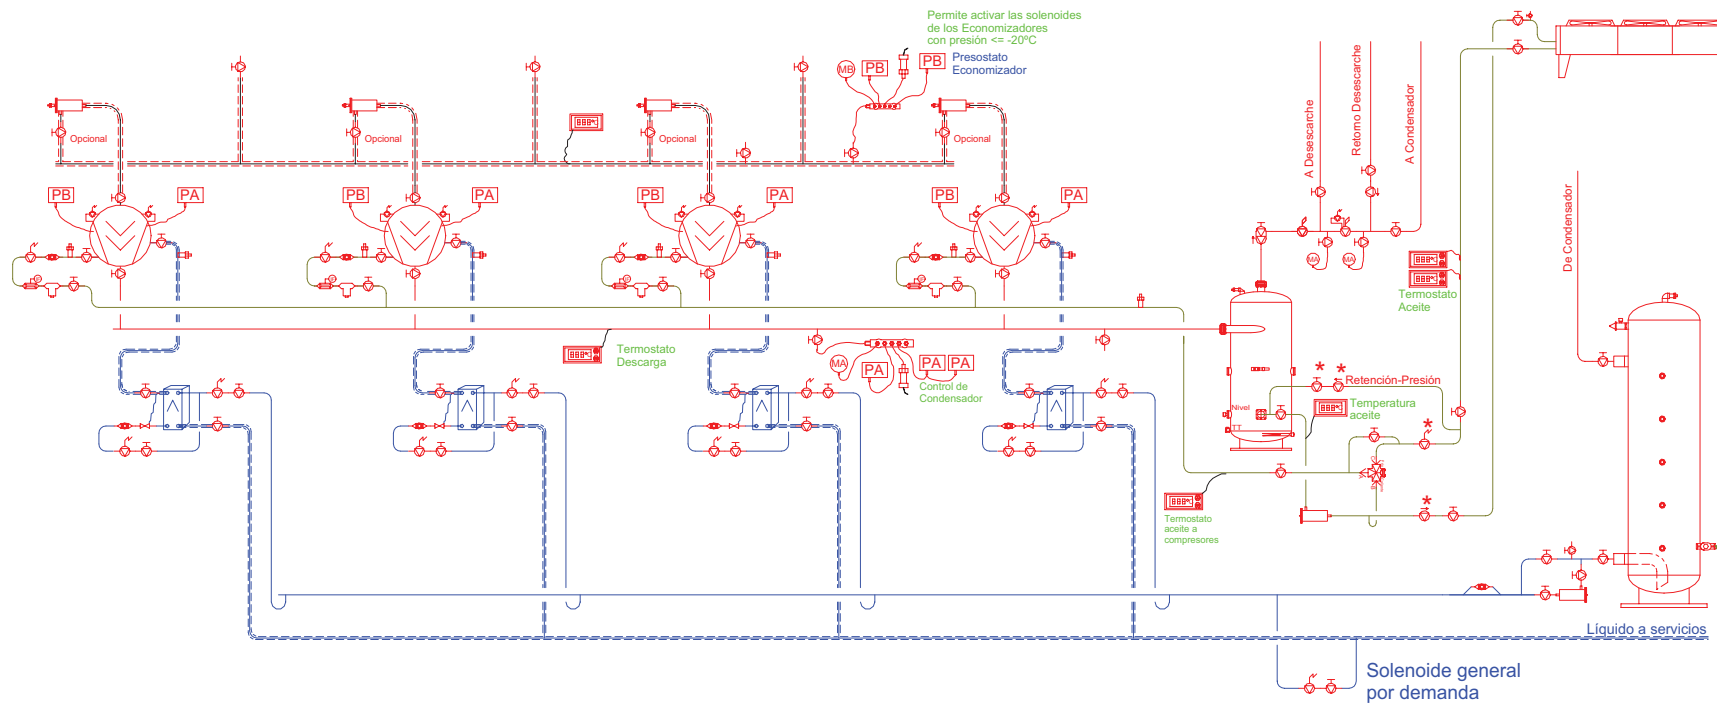 Permite activar las solenoides
de los Economizadores
con presión <= -20ºC
Presostato
Economizador
MB
PB
PB
Opcional
Opcional
Opcional
Opcional
PB
PA
PB
PA
PB
PA
PB
PA
A Desescarche
Retorno Desescarche
A Condensador
De Condensador
MA
MA
Termostato
Aceite
Termostato
Descarga
MA
PA
PA
PA
Control de
Condensador
* *
Retención-Presión
Temperatura
aceite
Nivel
TT
*
*
Termostato
aceite a
compresores
Líquido a servicios
Solenoide general
por demanda